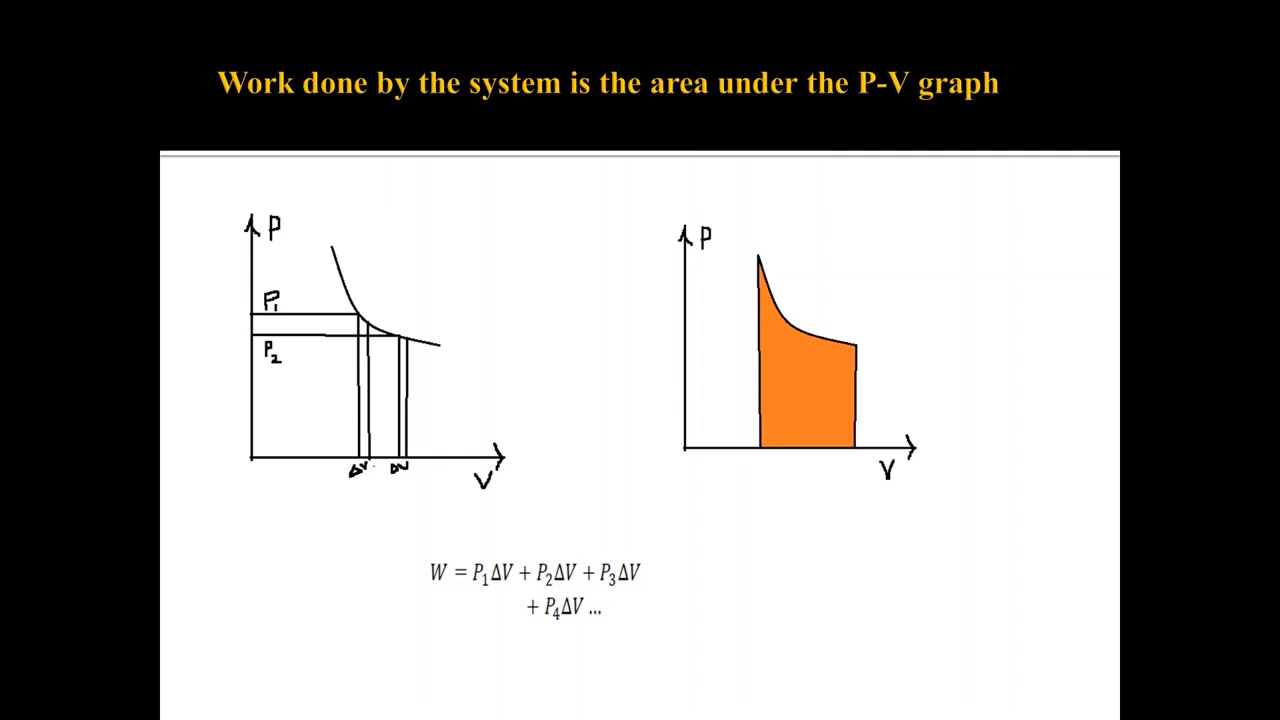 Work done by the system is the area under the P-V graph
P
P₁
P₂
ΔV ΔV
V
P
V
W = P₁ΔV + P₂ΔV + P₃ΔV
+ P₄ΔV ...